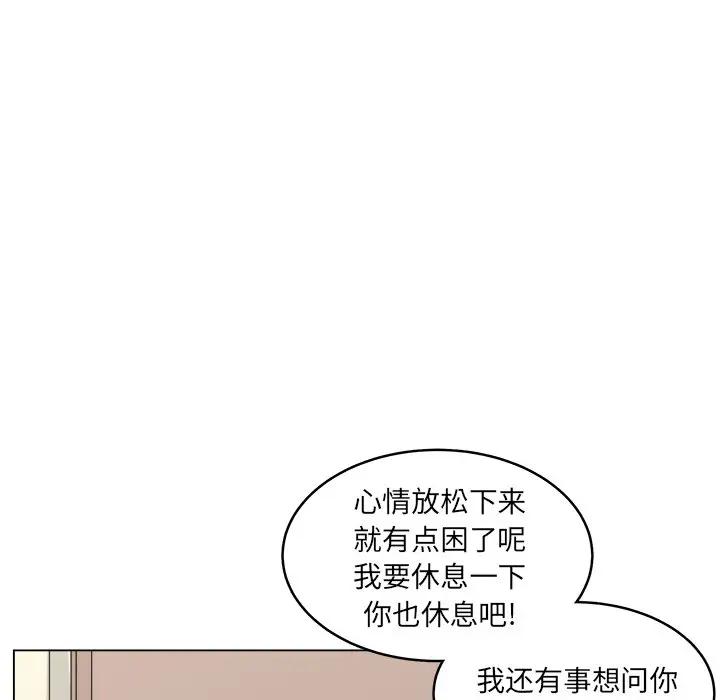 心情放松下来
就有点困了呢
我要休息一下
你也休息吧!
我还有事想问你